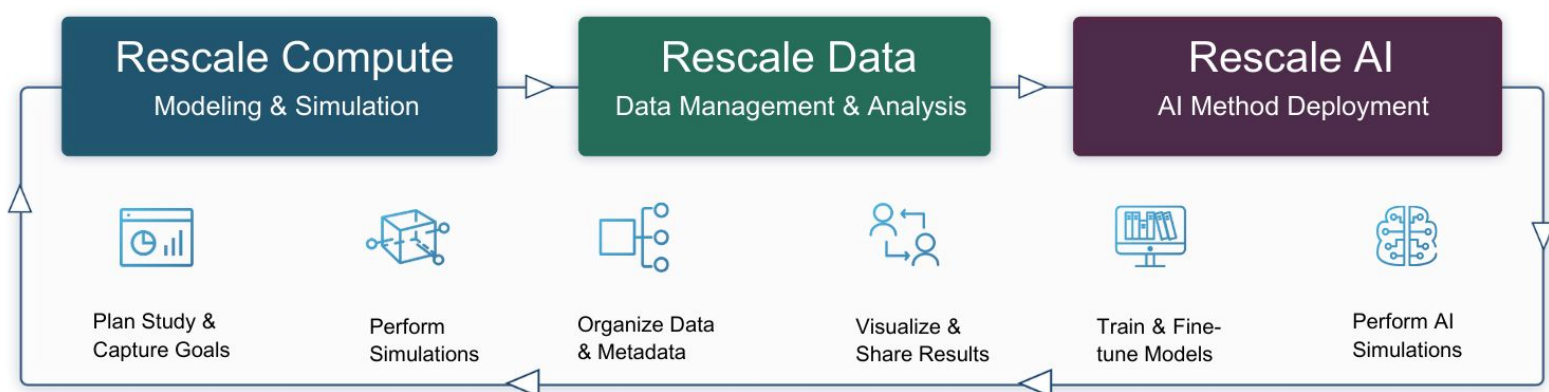 Rescale Compute
Modeling & Simulation
Rescale Data
Data Management & Analysis
Rescale AI
AI Method Deployment
Plan Study &
Capture Goals
Perform
Simulations
Organize Data
& Metadata
Visualize &
Share Results
Train & Fine-
tune Models
Perform AI
Simulations